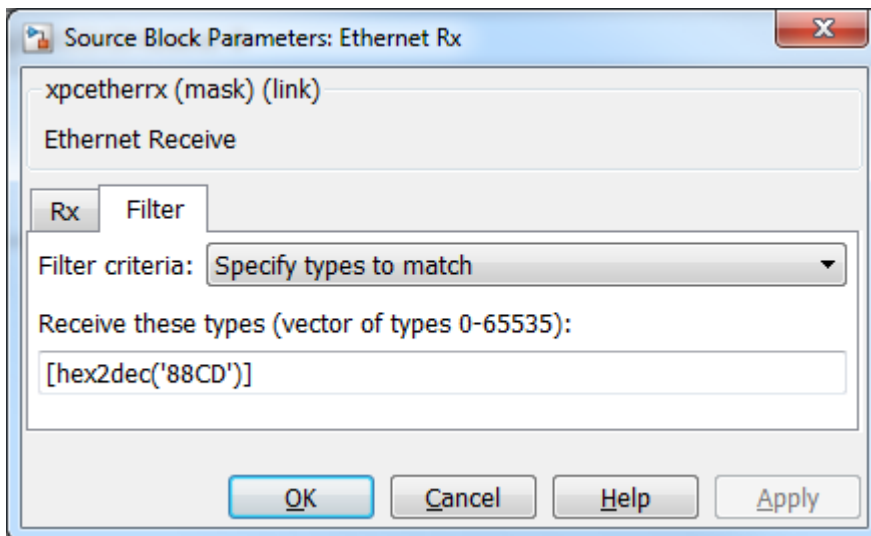 Source Block Parameters: Ethernet Rx
xpcetherrx (mask) (link)
Ethernet Receive
Rx Filter
Filter criteria: Specify types to match
Receive these types (vector of types 0-65535):
[hex2dec('88CD')]
OK Cancel Help Apply